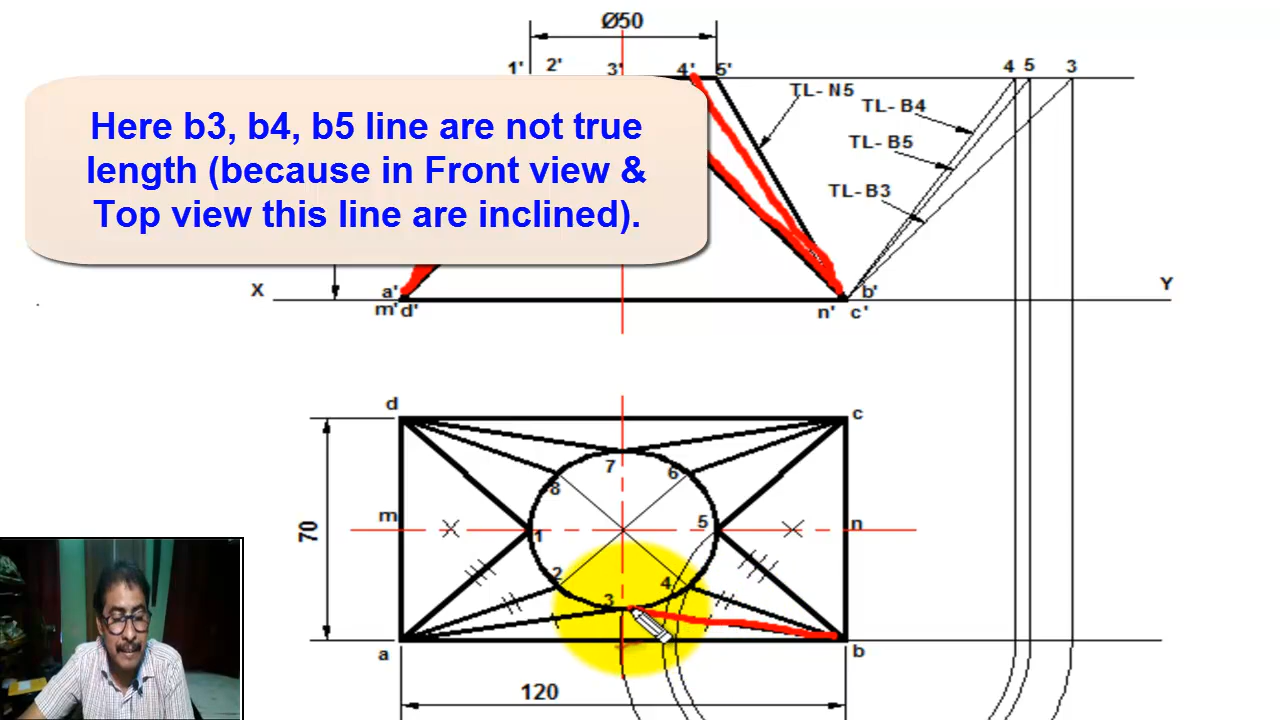 Ø50
1' 2' 3' 4' 5' 4 5 3
TL- N5
TL- B4
TL- B5
TL- B3
Here b3, b4, b5 line are not true
length (because in Front view &
Top view this line are inclined).
X a' b' Y
m' d' n' c'
d c
7
8 6
m 1 5 n
70
2 4
3
a b
120